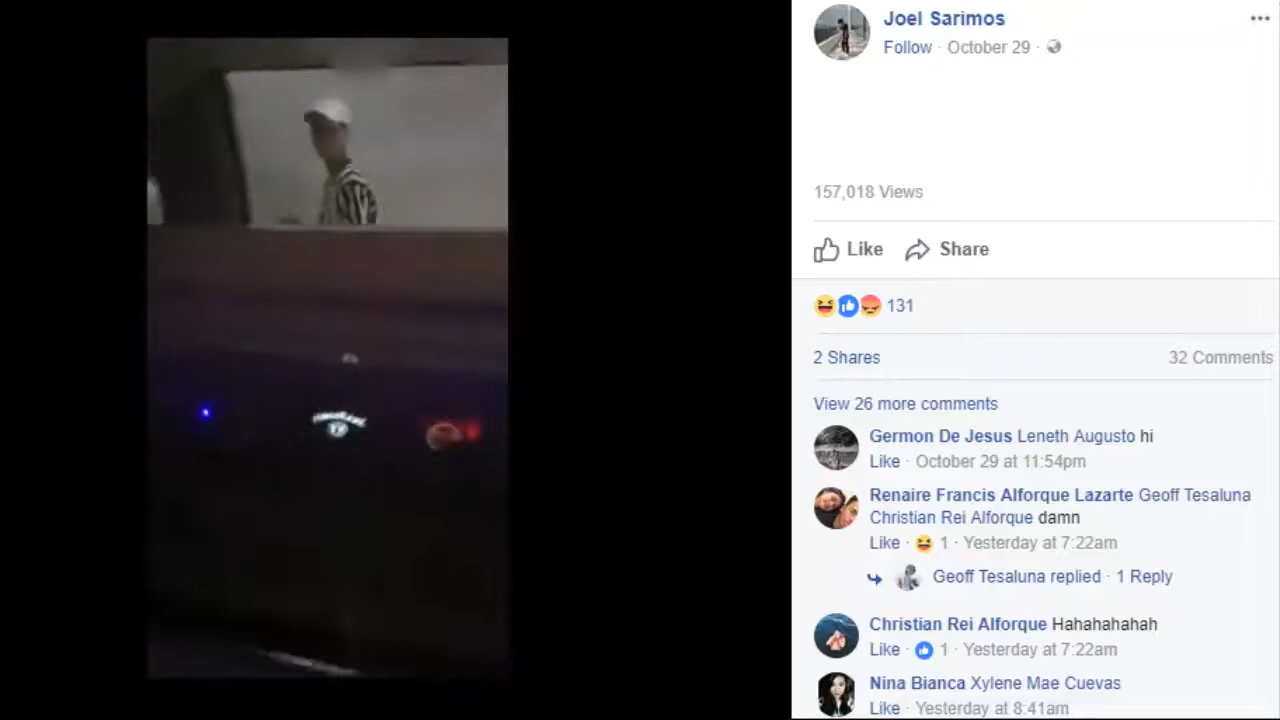 Joel Sarimos
Follow · October 29 ·
157,018 Views
Like Share
131
2 Shares 32 Comments
View 26 more comments
Germon De Jesus Leneth Augusto hi
Like · October 29 at 11:54pm
Renaire Francis Alforque Lazarte Geoff Tesaluna
Christian Rei Alforque damn
Like · 1 · Yesterday at 7:22am
Geoff Tesaluna replied · 1 Reply
Christian Rei Alforque Hahahahahah
Like · 1 · Yesterday at 7:22am
Nina Bianca Xylene Mae Cuevas
Like · Yesterday at 8:41am